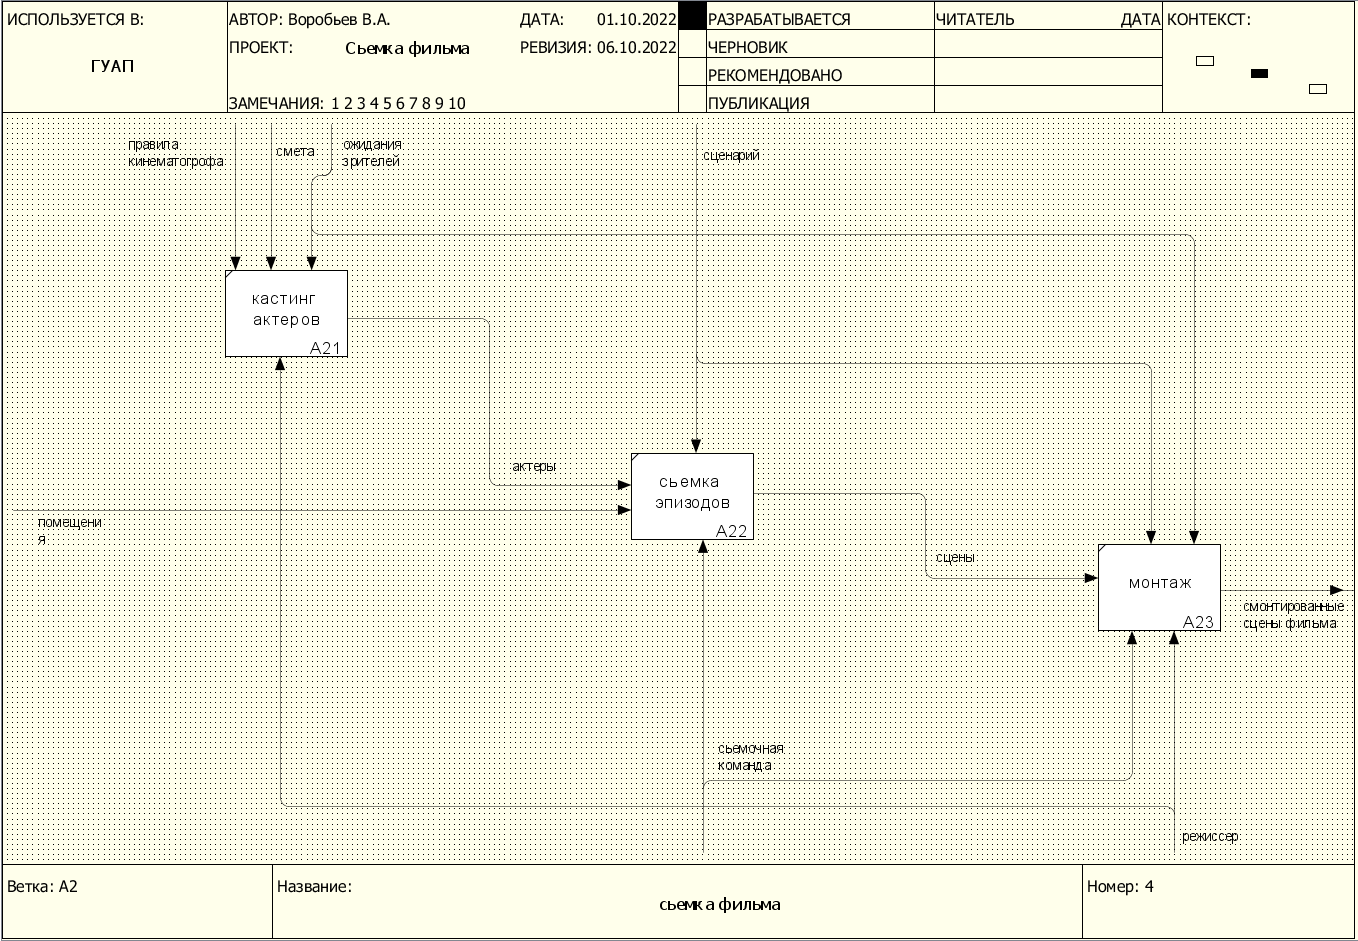 ИСПОЛЬЗУЕТСЯ В:
ГУАП
АВТОР: Воробьев В.А.
ДАТА: 01.10.2022
ПРОЕКТ: Сьемка фильма
РЕВИЗИЯ: 06.10.2022
ЗАМЕЧАНИЯ: 1 2 3 4 5 6 7 8 9 10
РАЗРАБАТЫВАЕТСЯ
ЧЕРНОВИК
РЕКОМЕНДОВАНО
ПУБЛИКАЦИЯ
ЧИТАТЕЛЬ
ДАТА
КОНТЕКСТ:
правила
кинематогрофа
смета
ожидания
зрителей
сценарий
кастинг
актеров
A21
актеры
сьемка
эпизодов
A22
помещени
я
сцены
монтаж
A23
смонтированные
сцены фильма
сьемочная
команда
режиссер
Ветка: A2
Название:
сьемка фильма
Номер: 4